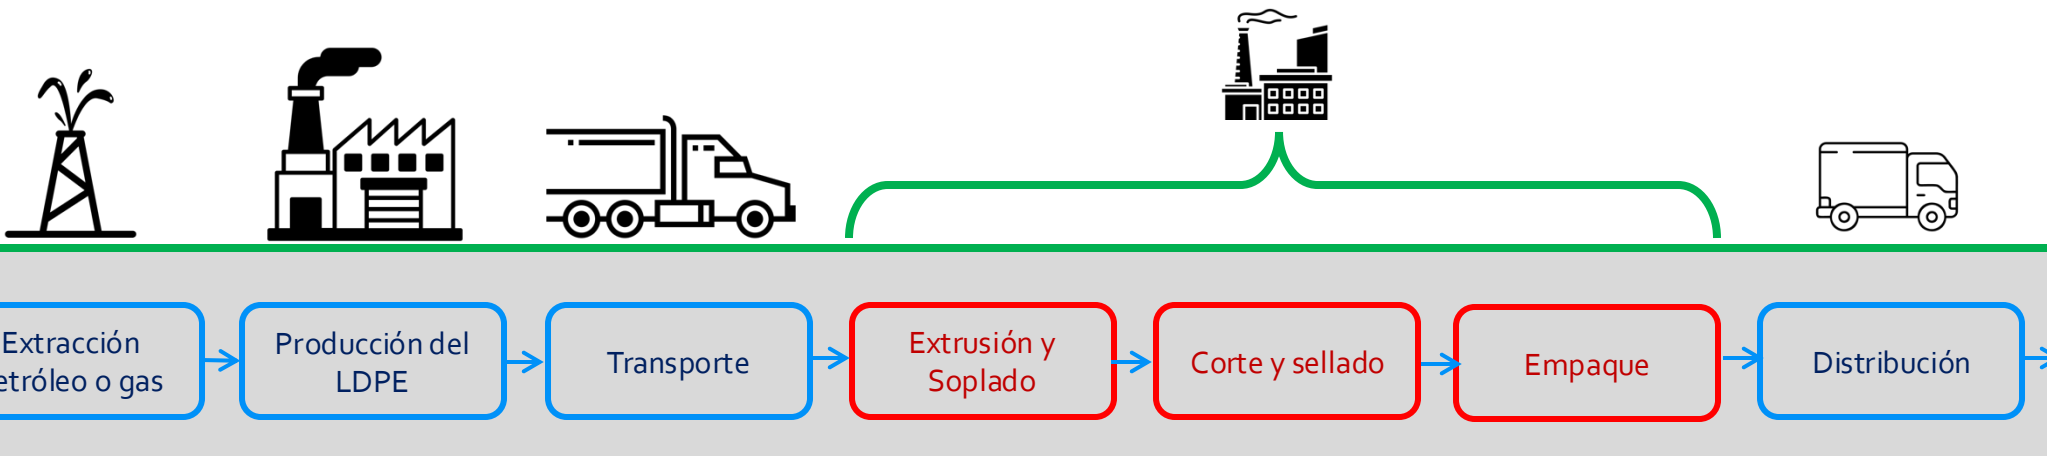 Extracción
etróleo o gas
Producción del
LDPE
Transporte
Extrusión y
Soplado
Corte y sellado
Empaque
Distribución